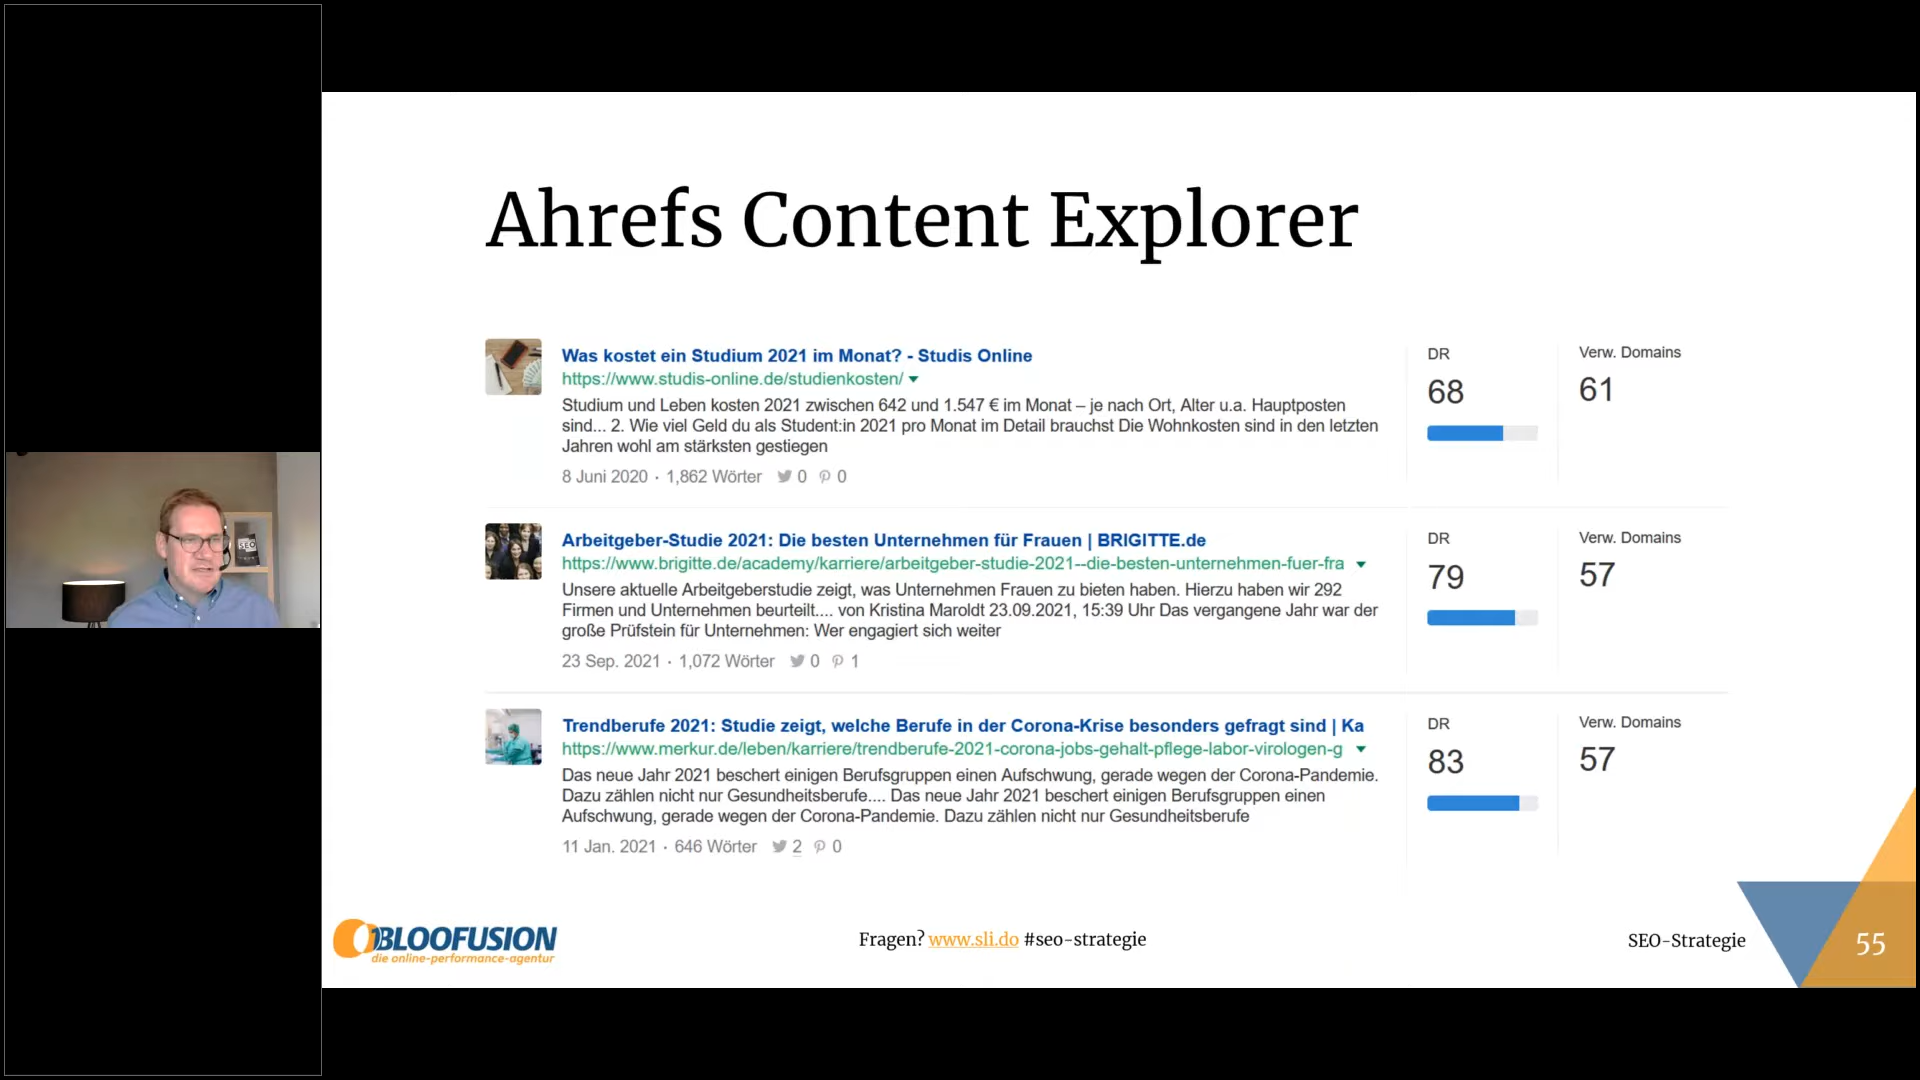 Ahrefs Content Explorer
Was kostet ein Studium 2021 im Monat? - Studis Online
https://www.studis-online.de/studienkosten/
Studium und Leben kosten 2021 zwischen 642 und 1.547 € im Monat – je nach Ort, Alter u.a. Hauptposten
sind... 2. Wie viel Geld du als Student:in 2021 pro Monat im Detail brauchst Die Wohnkosten sind in den letzten
Jahren wohl am stärksten gestiegen
8 Juni 2020 · 1,862 Wörter 0 0
DR
68
Verw. Domains
61
Arbeitgeber-Studie 2021: Die besten Unternehmen für Frauen | BRIGITTE.de
https://www.brigitte.de/academy/karriere/arbeitgeber-studie-2021--die-besten-unternehmen-fuer-fra
Unsere aktuelle Arbeitgeberstudie zeigt, was Unternehmen Frauen zu bieten haben. Hierzu haben wir 292
Firmen und Unternehmen beurteilt.... von Kristina Maroldt 23.09.2021, 15:39 Uhr Das vergangene Jahr war der
große Prüfstein für Unternehmen: Wer engagiert sich weiter
23 Sep. 2021 · 1,072 Wörter 0 1
DR
79
Verw. Domains
57
Trendberufe 2021: Studie zeigt, welche Berufe in der Corona-Krise besonders gefragt sind | Ka
https://www.merkur.de/leben/karriere/trendberufe-2021-corona-jobs-gehalt-pflege-labor-virologen-g
Das neue Jahr 2021 beschert einigen Berufsgruppen einen Aufschwung, gerade wegen der Corona-Pandemie.
Dazu zählen nicht nur Gesundheitsberufe.... Das neue Jahr 2021 beschert einigen Berufsgruppen einen
Aufschwung, gerade wegen der Corona-Pandemie. Dazu zählen nicht nur Gesundheitsberufe
11 Jan. 2021 · 646 Wörter 2 0
DR
83
Verw. Domains
57
SEO
BLOOFUSION
die online-performance-agentur
Fragen? www.sli.do #seo-strategie
SEO-Strategie
55